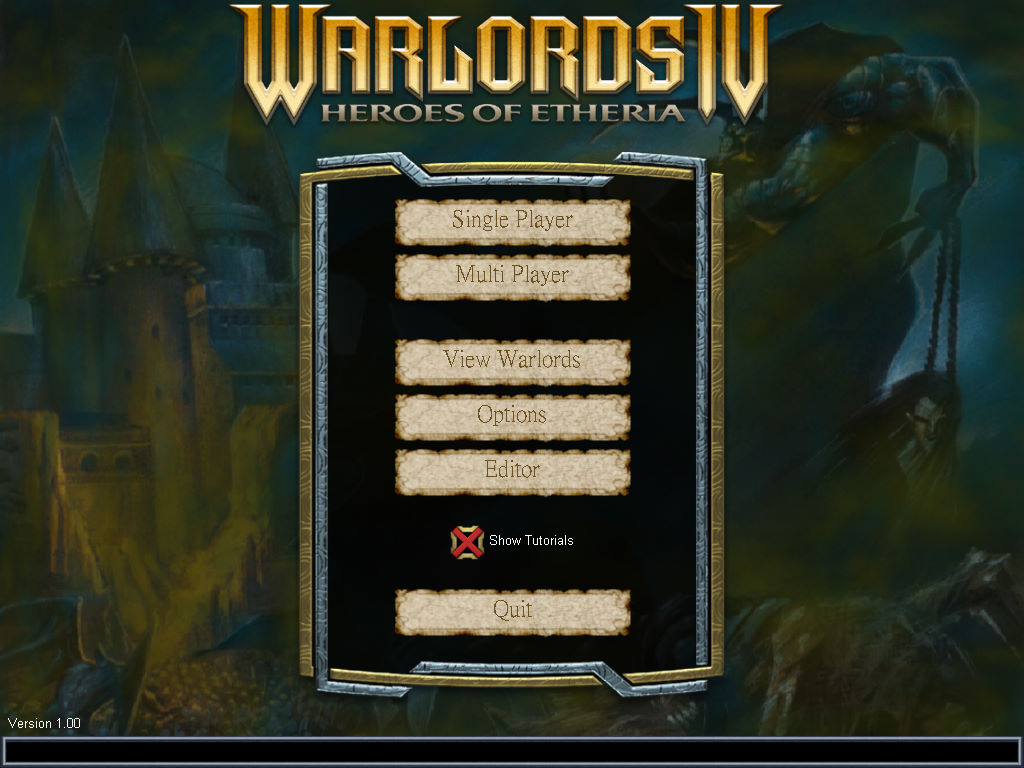 WARLORDS IV
HEROES OF ETHERIA
Single Player
Multi Player
View Warlords
Options
Editor
Show Tutorials
Quit
Version 1.00